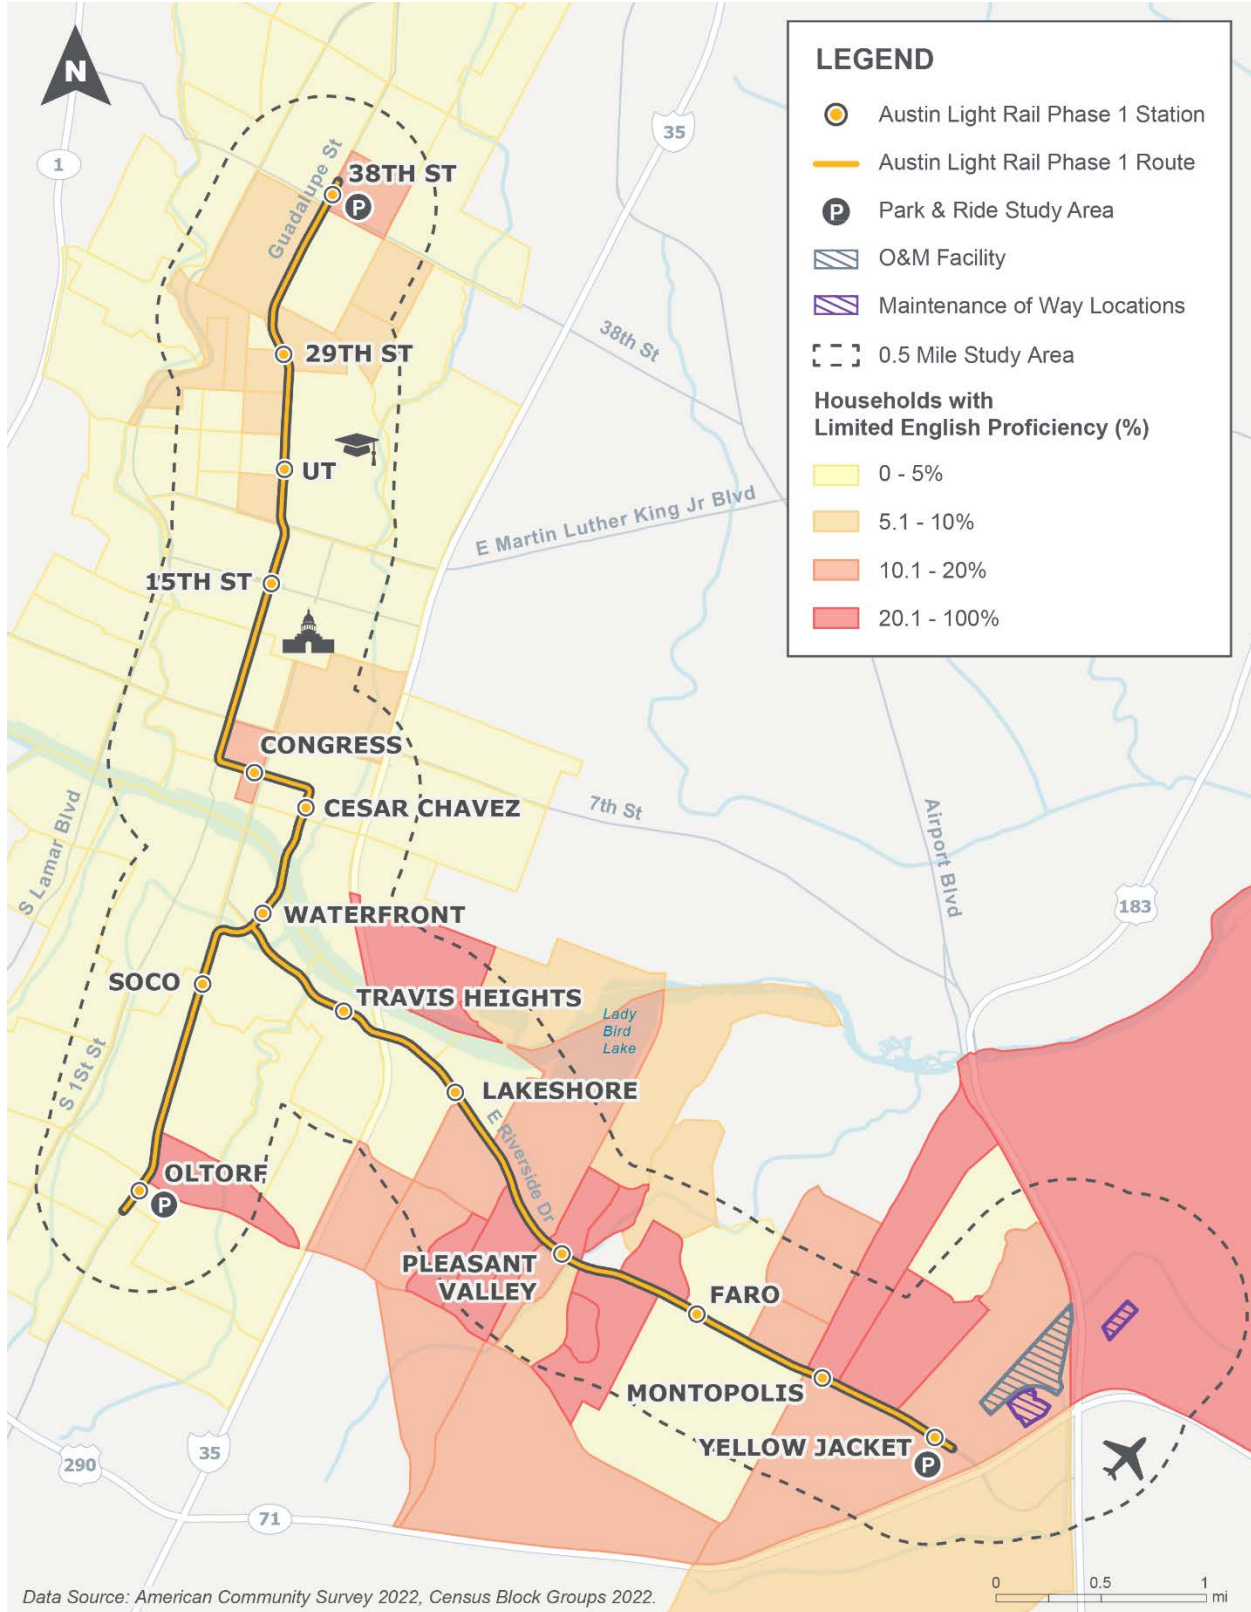 N
1
35
Guadalupe St
38TH ST
P
38th St
29TH ST
UT
E Martin Luther King Jr Blvd
15TH ST
CONGRESS
CESAR CHAVEZ
7th St
Airport Blvd
S Lamar Blvd
183
WATERFRONT
SOCO
TRAVIS HEIGHTS
Lady
Bird
Lake
S 1St St
LAKESHORE
E Riverside Dr
OLTORF
P
PLEASANT
VALLEY
FARO
MONTOPOLIS
YELLOW JACKET
P
290
35
71
LEGEND
Austin Light Rail Phase 1 Station
Austin Light Rail Phase 1 Route
P
Park & Ride Study Area
O&M Facility
Maintenance of Way Locations
0.5 Mile Study Area
Households with
Limited English Proficiency (%)
0 - 5%
5.1 - 10%
10.1 - 20%
20.1 - 100%
Data Source: American Community Survey 2022, Census Block Groups 2022.
0 0.5 1
mi